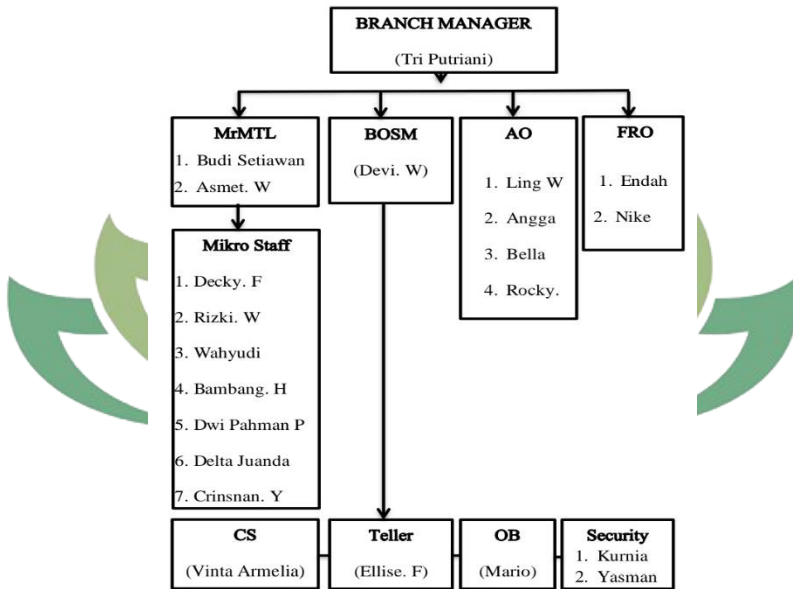 BRANCH MANAGER
(Tri Putriani)
MrMTL
1. Budi Setiawan
2. Asmet. W
BOSM
(Devi. W)
AO
1. Ling W
2. Angga
3. Bella
4. Rocky.
FRO
1. Endah
2. Nike
Mikro Staff
1. Decky. F
2. Rizki. W
3. Wahyudi
4. Bambang. H
5. Dwi Pahman P
6. Delta Juanda
7. Crinsnan. Y
CS
(Vinta Armelia)
Teller
(Ellise. F)
OB
(Mario)
Security
1. Kurnia
2. Yasman